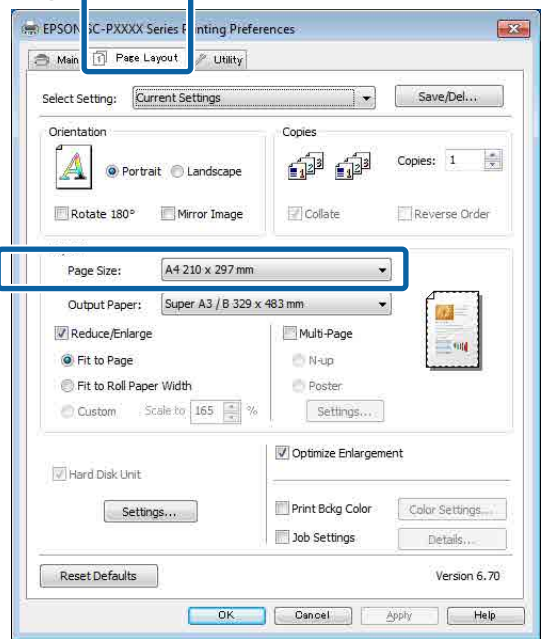 EPSON SC-PXXXX Series Printing Preferences
Main Page Layout Utility
Select Setting: Current Settings Save/Del...
Orientation Copies
Portrait Landscape Copies: 1
Rotate 180° Mirror Image Collate Reverse Order
Page Size: A4 210 x 297 mm
Output Paper: Super A3 / B 329 x 483 mm
Reduce/Enlarge Multi-Page
Fit to Page N-up
Fit to Roll Paper Width Poster
Custom Scale to 165 % Settings...
Optimize Enlargement
Hard Disk Unit
Settings... Print Bckg Color Color Settings...
Job Settings Details...
Reset Defaults Version 6.70
OK Cancel Apply Help